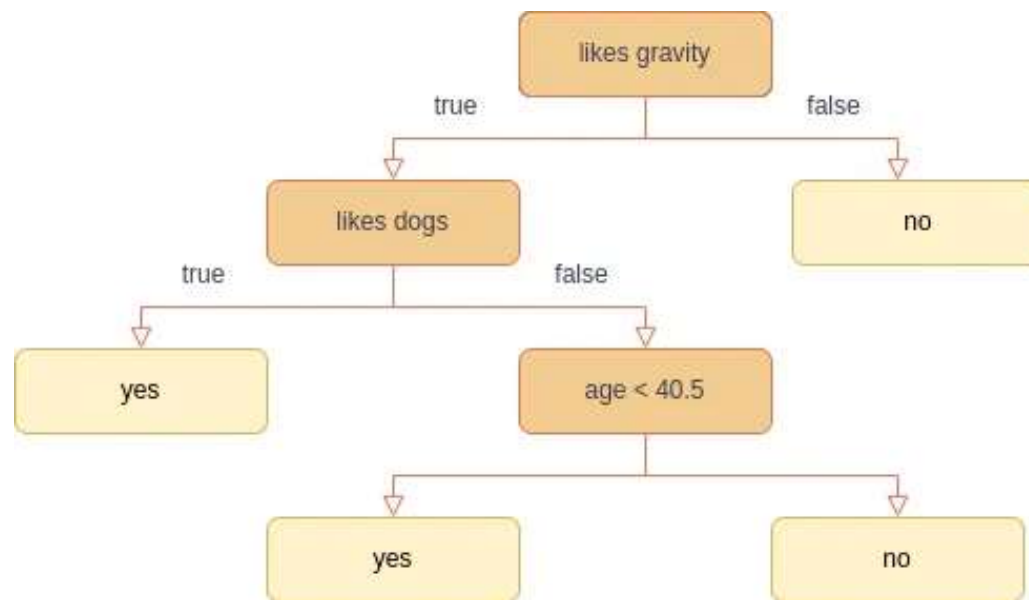 likes gravity
true
false
likes dogs
no
true
false
yes
age < 40.5
yes
no